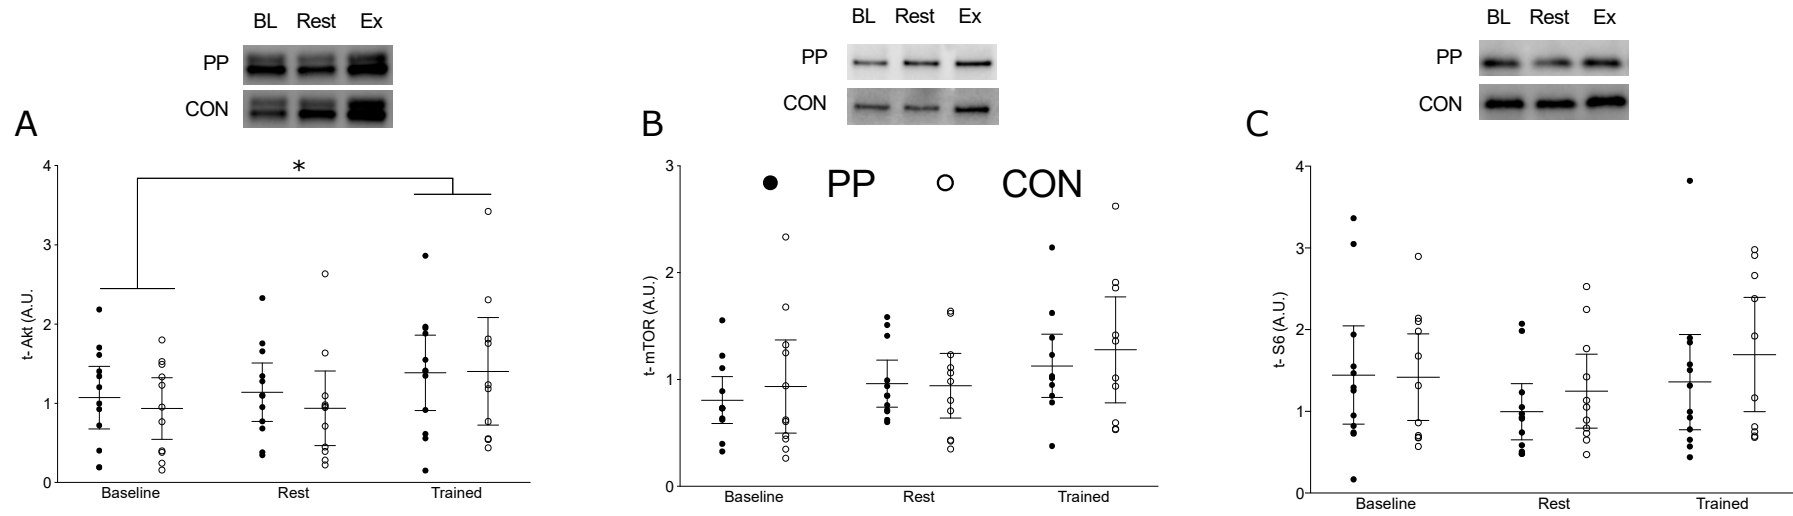 BL Rest Ex
PP
CON
A
t- Akt (A.U.
4
3
2
1
0
*
Baseline Rest Trained
BL Rest Ex
PP
CON
B
t- mTOR (A.U.)
3
2
1
0
PP CON
Baseline Rest Trained
BL Rest Ex
PP
CON
C
t- S6 (A.U.)
4
3
2
1
0
Baseline Rest Trained